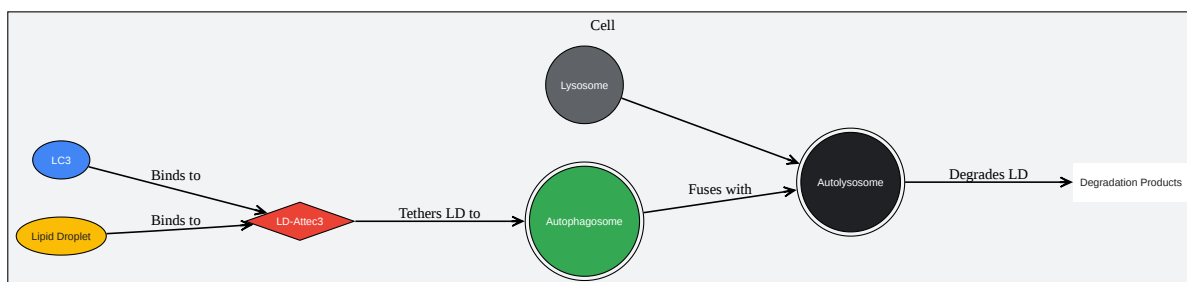 Cell
Lysosome
LC3
Binds to
Lipid Droplet
Binds to
LD-Attec3
Tethers LD to
Autophagosome
Fuses with
Autolysosome
Degrades LD
Degradation Products